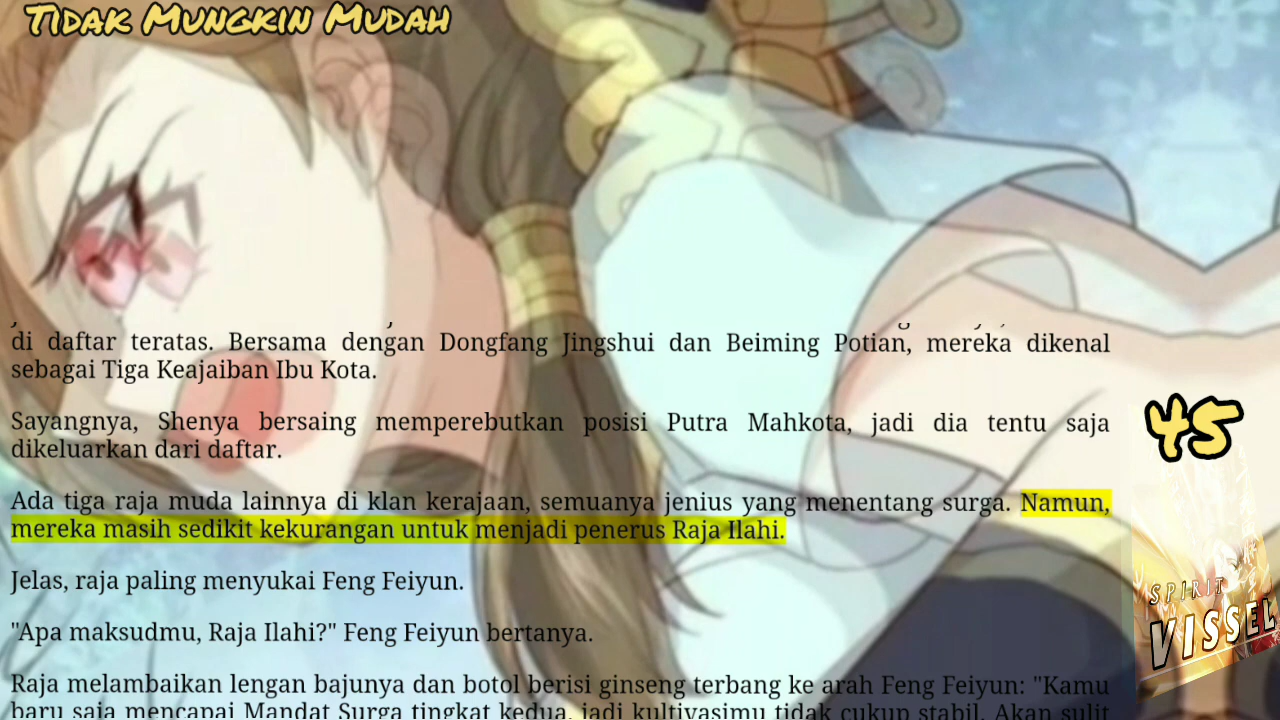 Tidak Mungkin Mudah
di daftar teratas. Bersama dengan Dongfang Jingshui dan Beiming Potian, mereka dikenal
sebagai Tiga Keajaiban Ibu Kota.
Sayangnya, Shenya bersaing memperebutkan posisi Putra Mahkota, jadi dia tentu saja
dikeluarkan dari daftar.
45
Ada tiga raja muda lainnya di klan kerajaan, semuanya jenius yang menentang surga. Namun,
mereka masih sedikit kekurangan untuk menjadi penerus Raja Ilahi.
Jelas, raja paling menyukai Feng Feiyun.
SPIRIT
VISSEL
"Apa maksudmu, Raja Ilahi?" Feng Feiyun bertanya.
Raja melambaikan lengan bajunya dan botol berisi ginseng terbang ke arah Feng Feiyun: "Kamu
baru saja mencapai Mandat Surga tingkat kedua, jadi kultivasimu tidak cukup stabil. Akan sulit